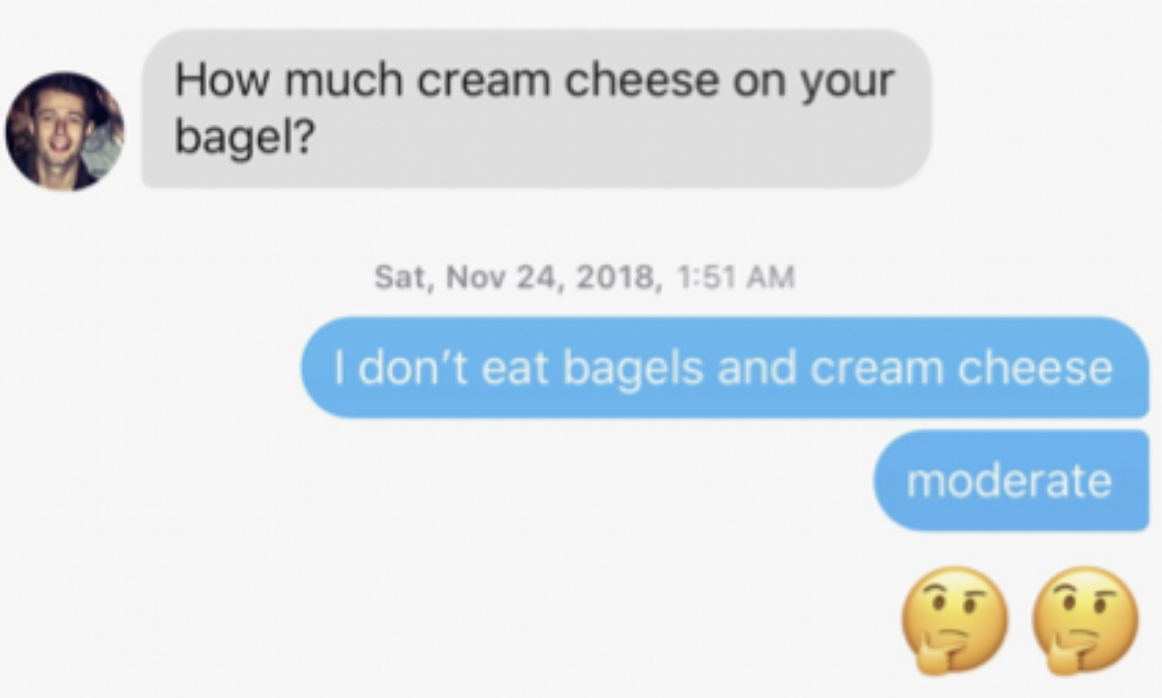 How much cream cheese on your
bagel?
Sat, Nov 24, 2018, 1:51 AM
I don't eat bagels and cream cheese
moderate
🤔🤔